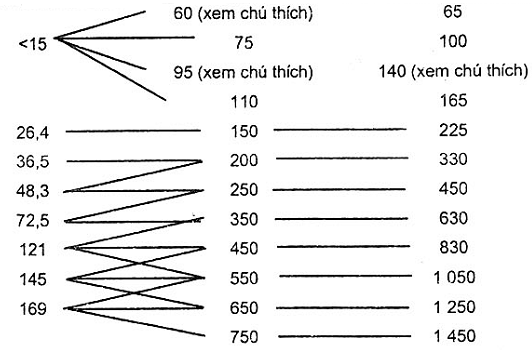 60 (xem chú thích) 65
<15 75 100
95 (xem chú thích) 140 (xem chú thích)
110 165
26,4 150 225
36,5 200 330
48,3 250 450
72,5 350 630
121 450 830
145 550 1 050
169 650 1 250
750 1 450